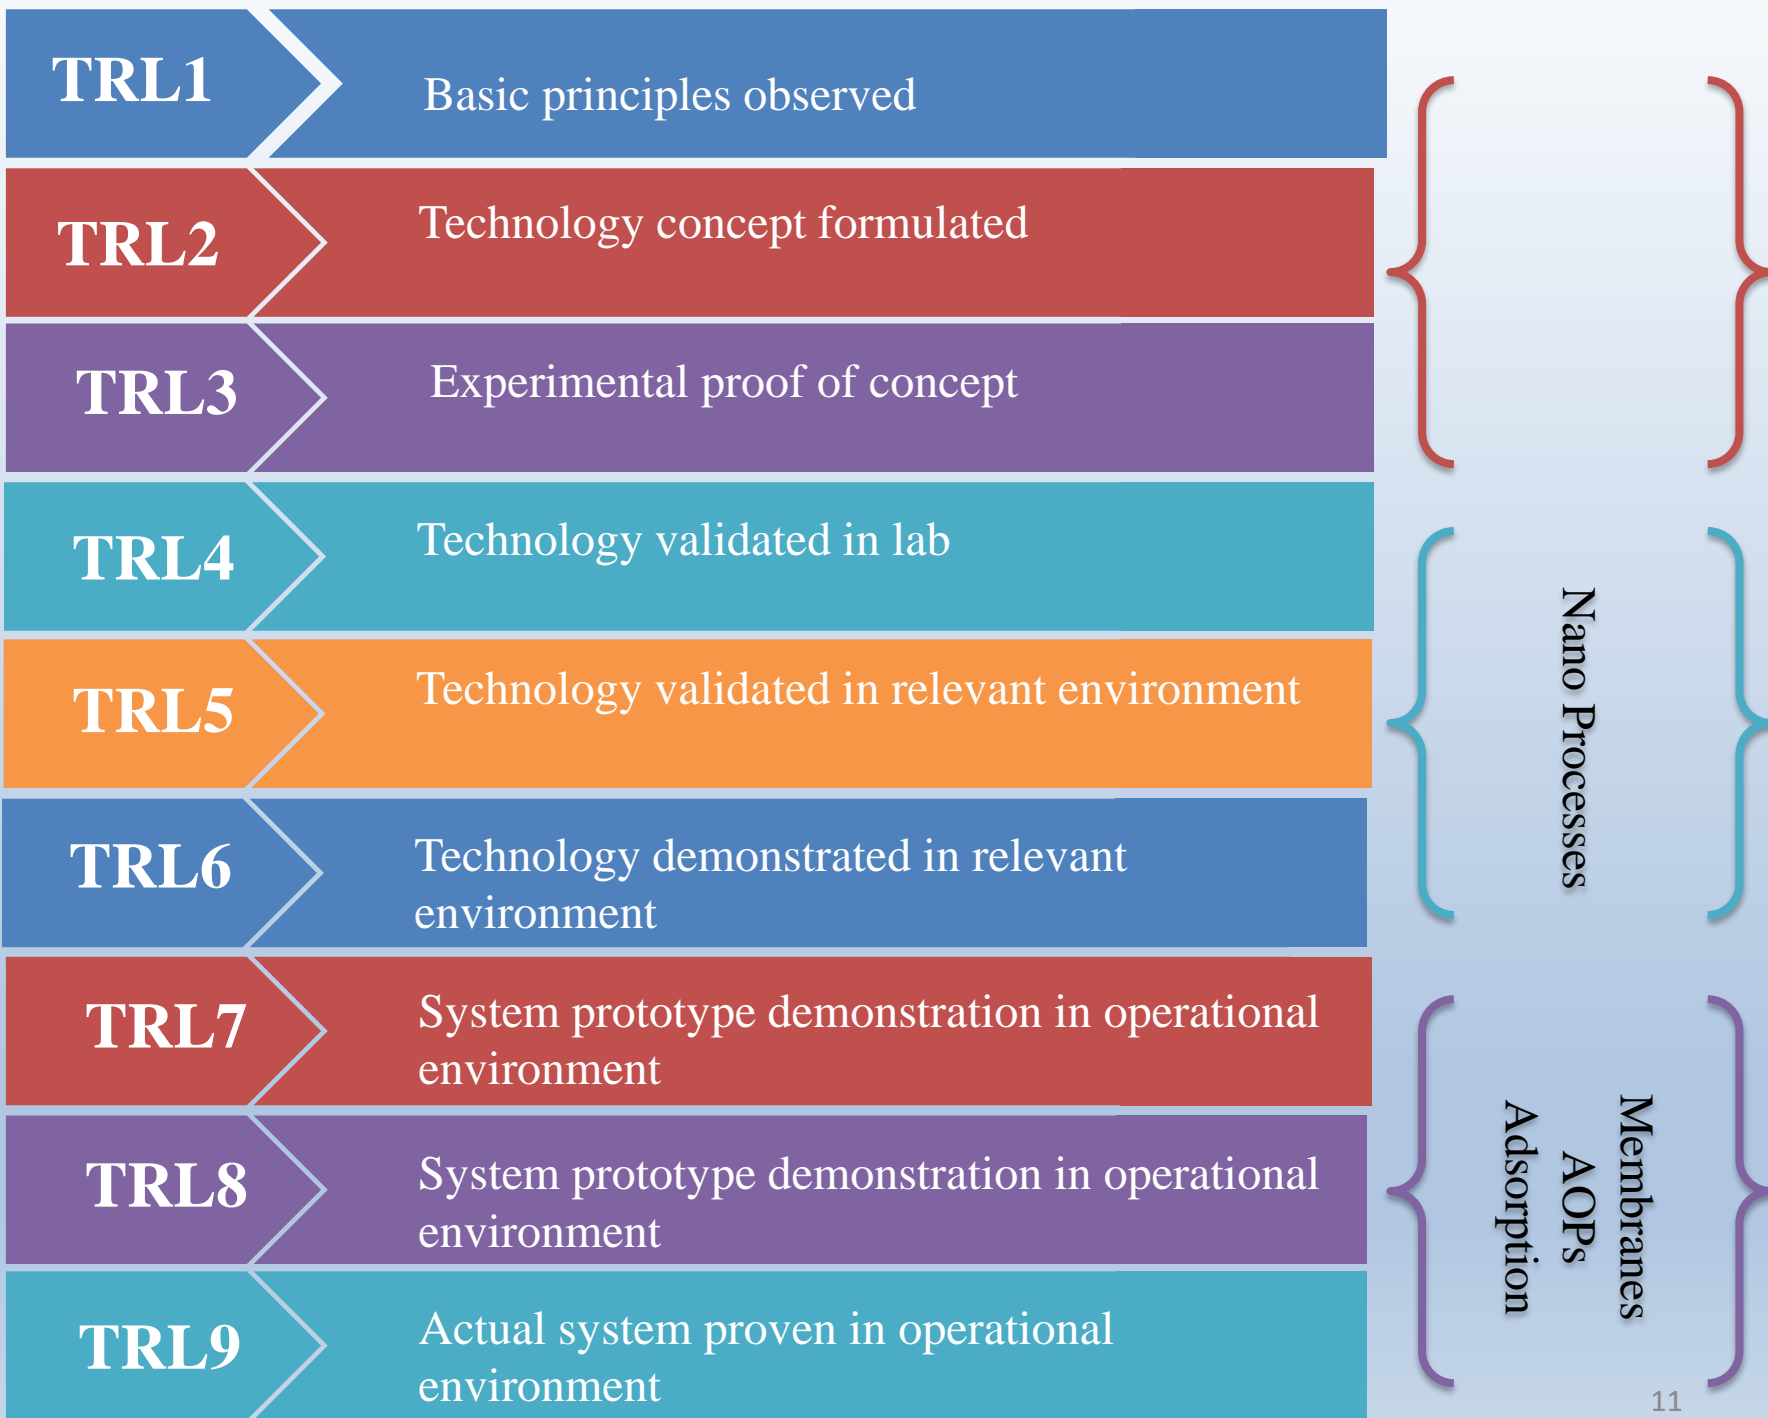 TRL1
Basic principles observed
TRL2
Technology concept formulated
TRL3
Experimental proof of concept
TRL4
Technology validated in lab
TRL5
Technology validated in relevant environment
TRL6
Technology demonstrated in relevant
environment
TRL7
System prototype demonstration in operational
environment
TRL8
System prototype demonstration in operational
environment
TRL9
Actual system proven in operational
environment
Nano Processes
Membranes
AOPs
Adsorption
11